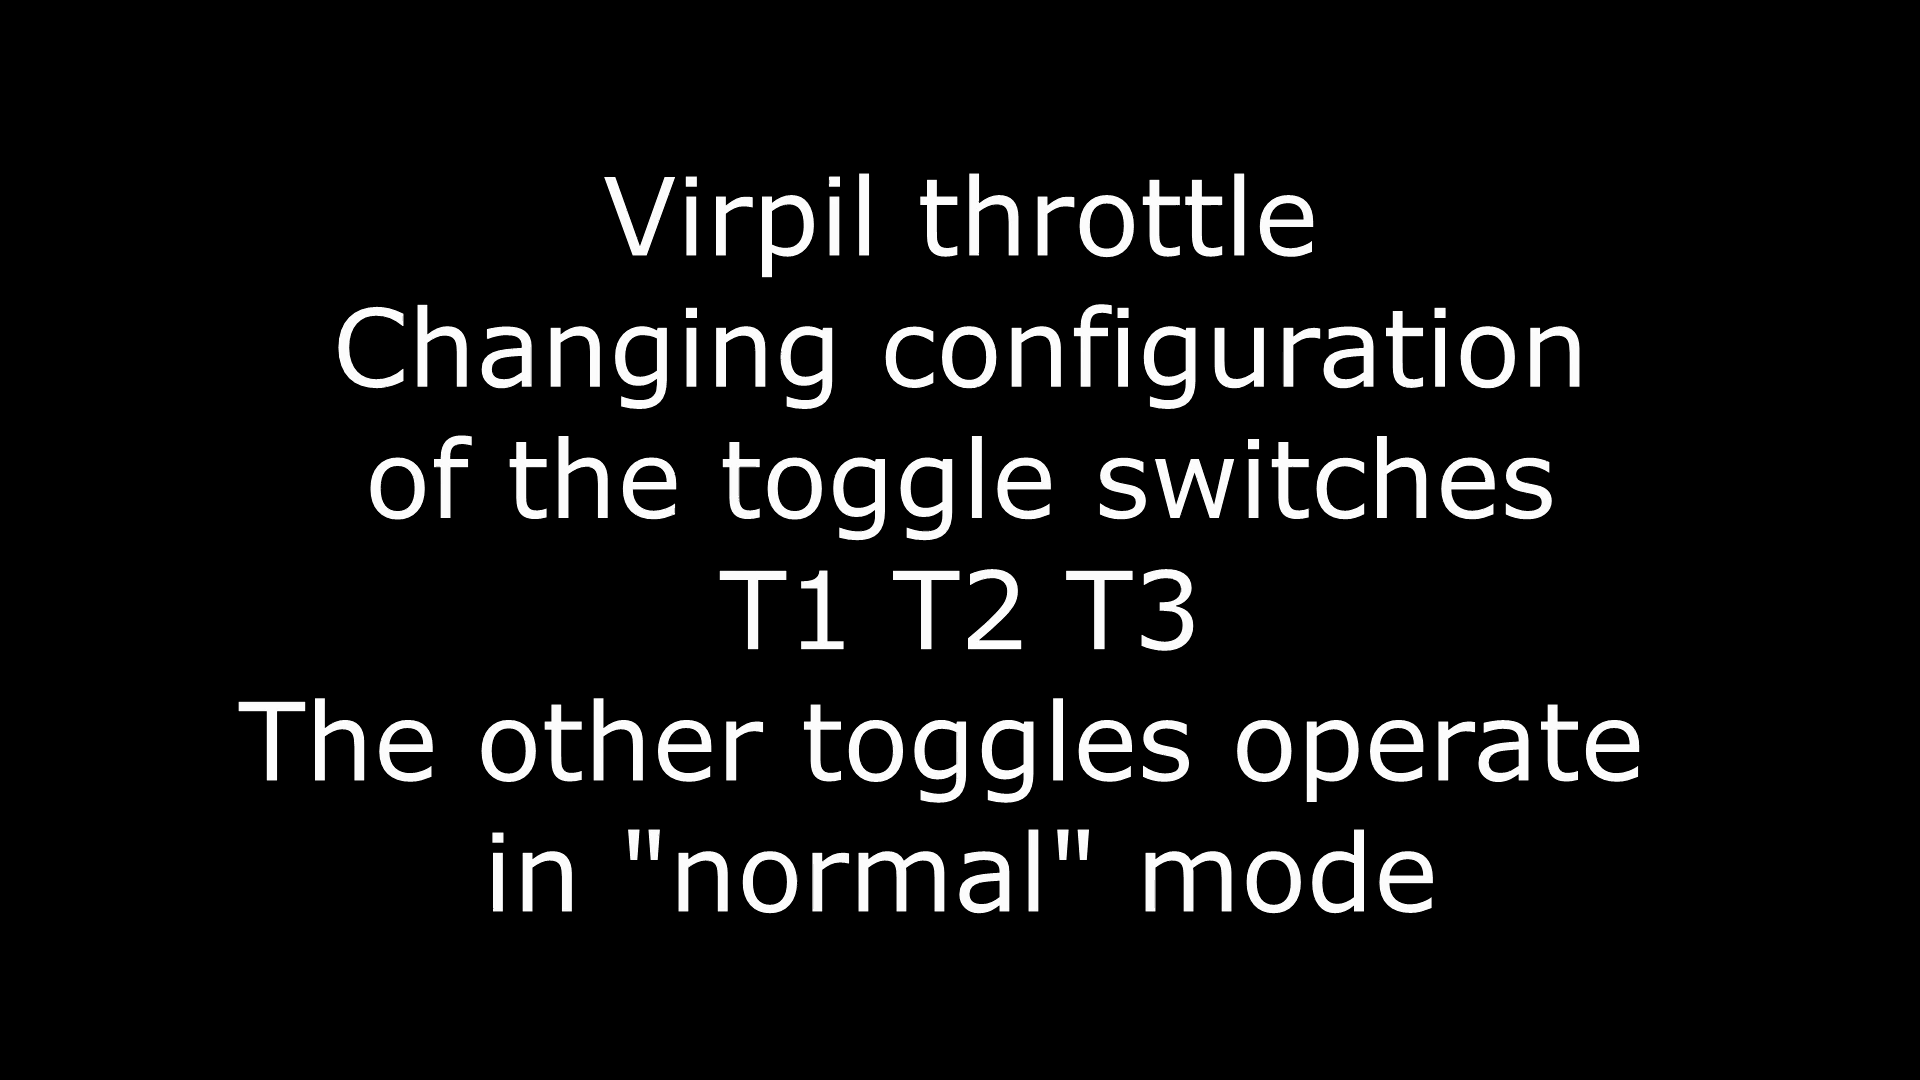 Virpil throttle
Changing configuration
of the toggle switches
T1 T2 T3
The other toggles operate
in "normal" mode